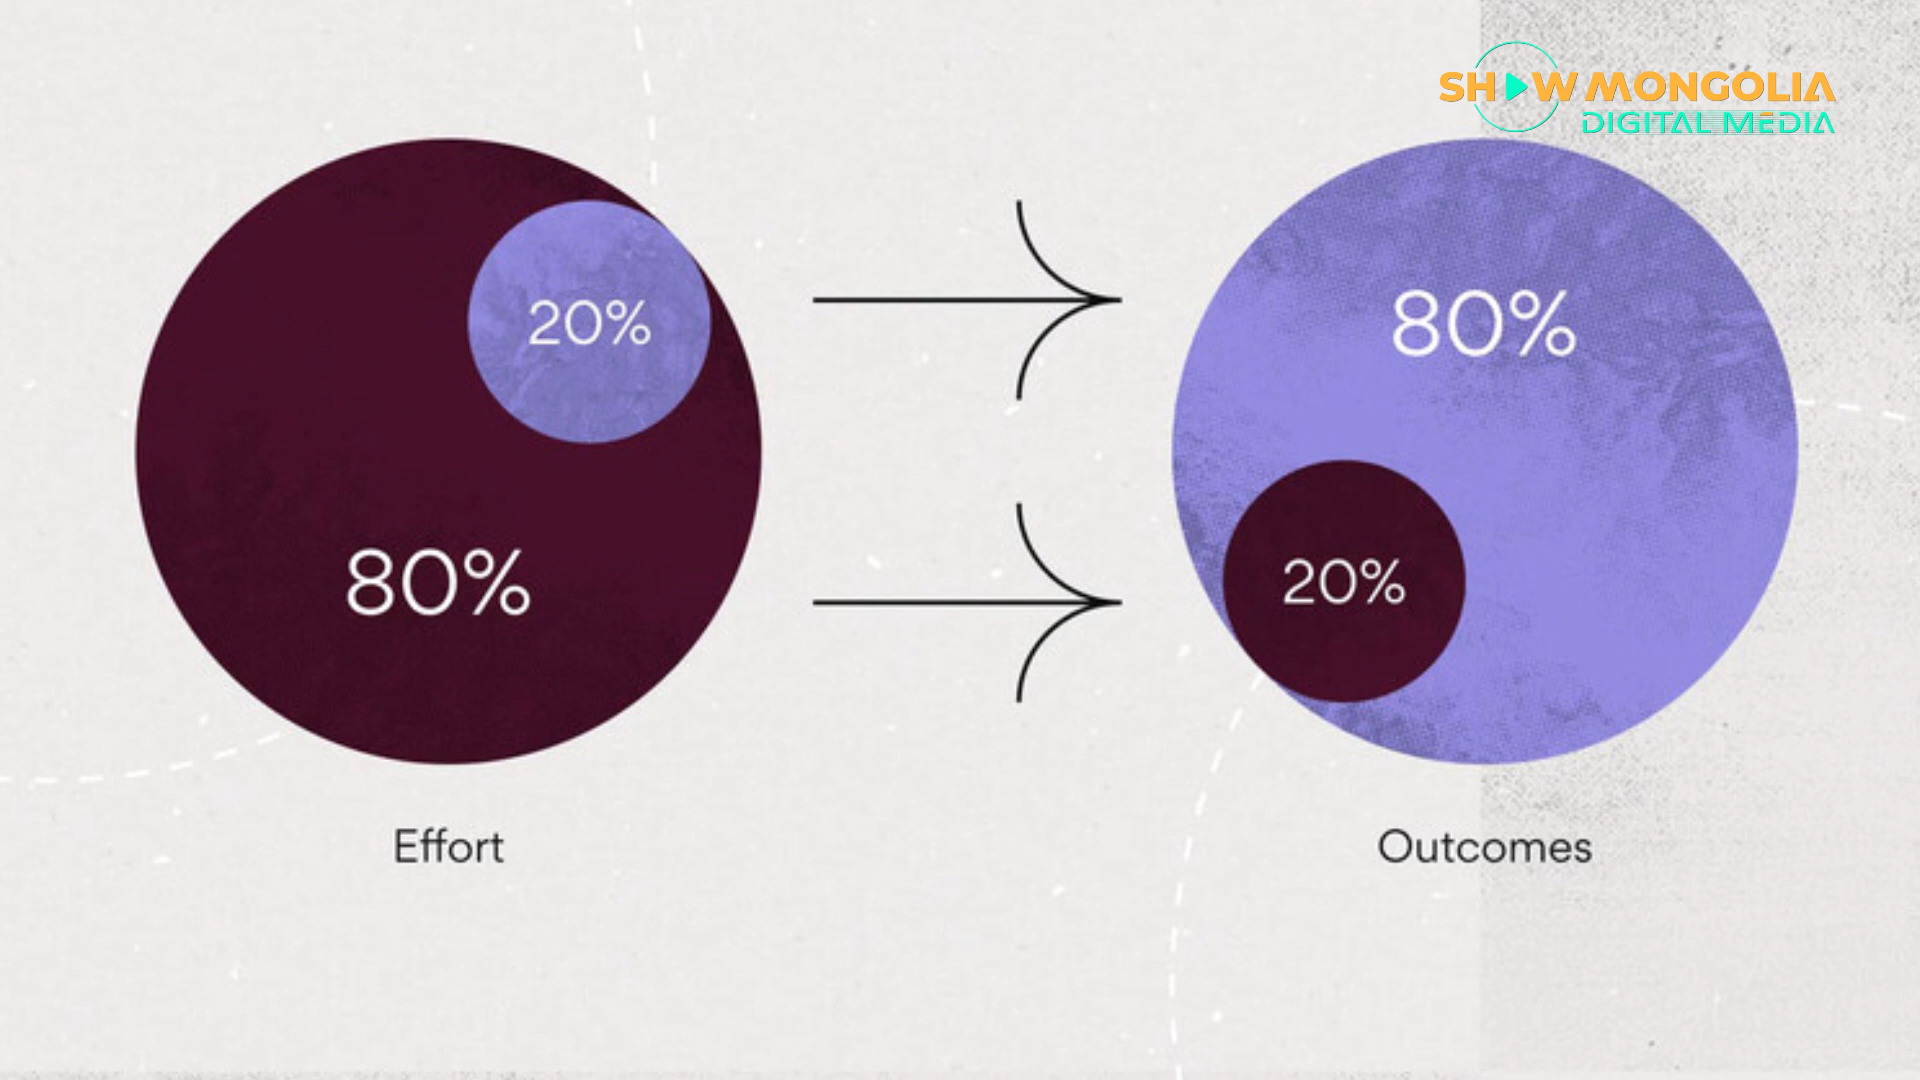 SHOW MONGOLIA
DIGITAL MEDIA
20%
80%
80%
20%
Effort
Outcomes